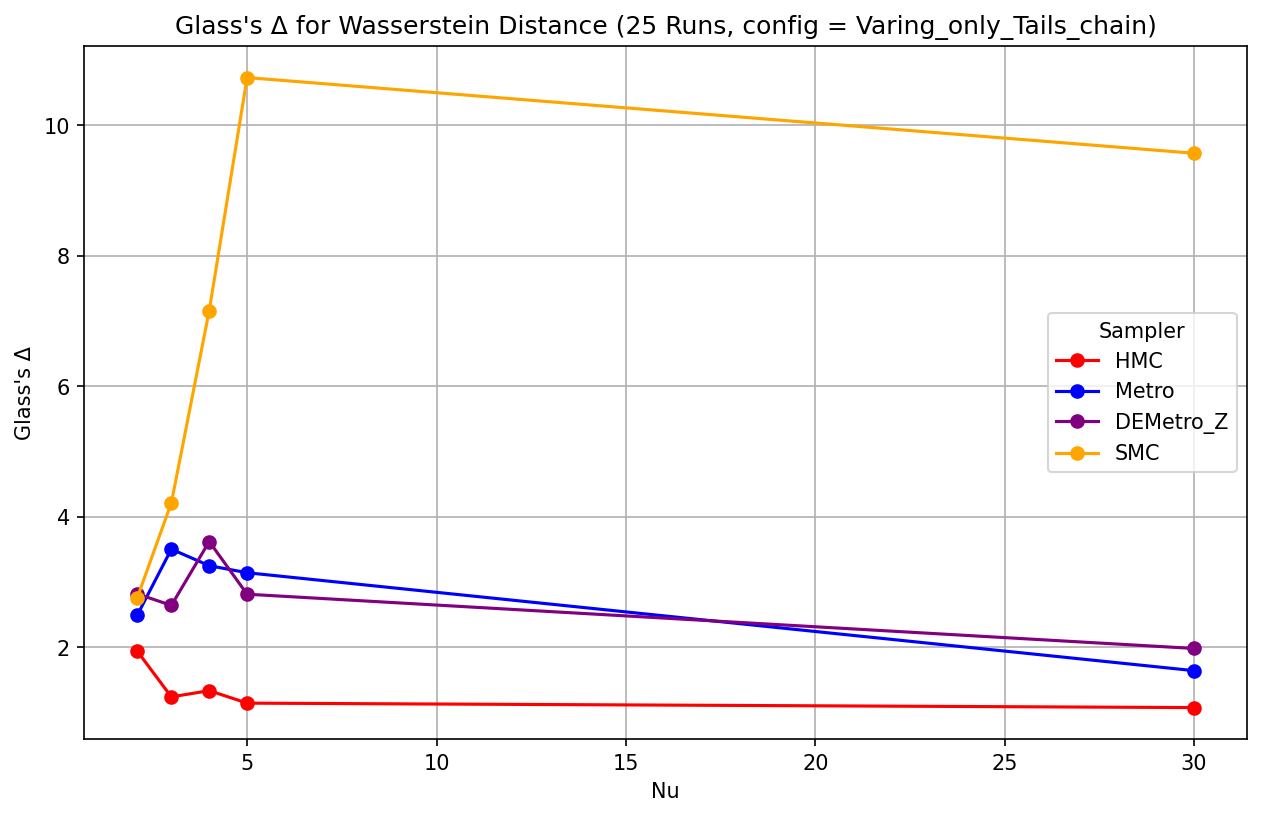 Glass's Δ for Wasserstein Distance (25 Runs, config = Varing_only_Tails_chain)
Glass's Δ
10
8
6
4
2
Sampler
HMC
Metro
DEMetro_Z
SMC
5 10 15 20 25 30
Nu